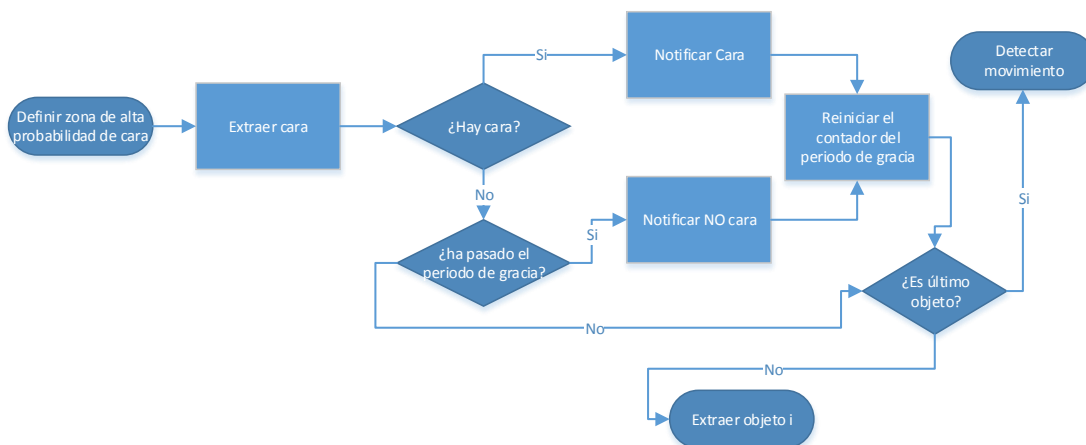 Definir zona de alta
probabilidad de cara
Extraer cara
¿Hay cara?
Si
Notificar Cara
Reiniciar el
contador del
periodo de gracia
No
¿ha pasado el
periodo de gracia?
Si
Notificar NO cara
No
¿Es último
objeto?
Si
Detectar
movimiento
No
Extraer objeto i